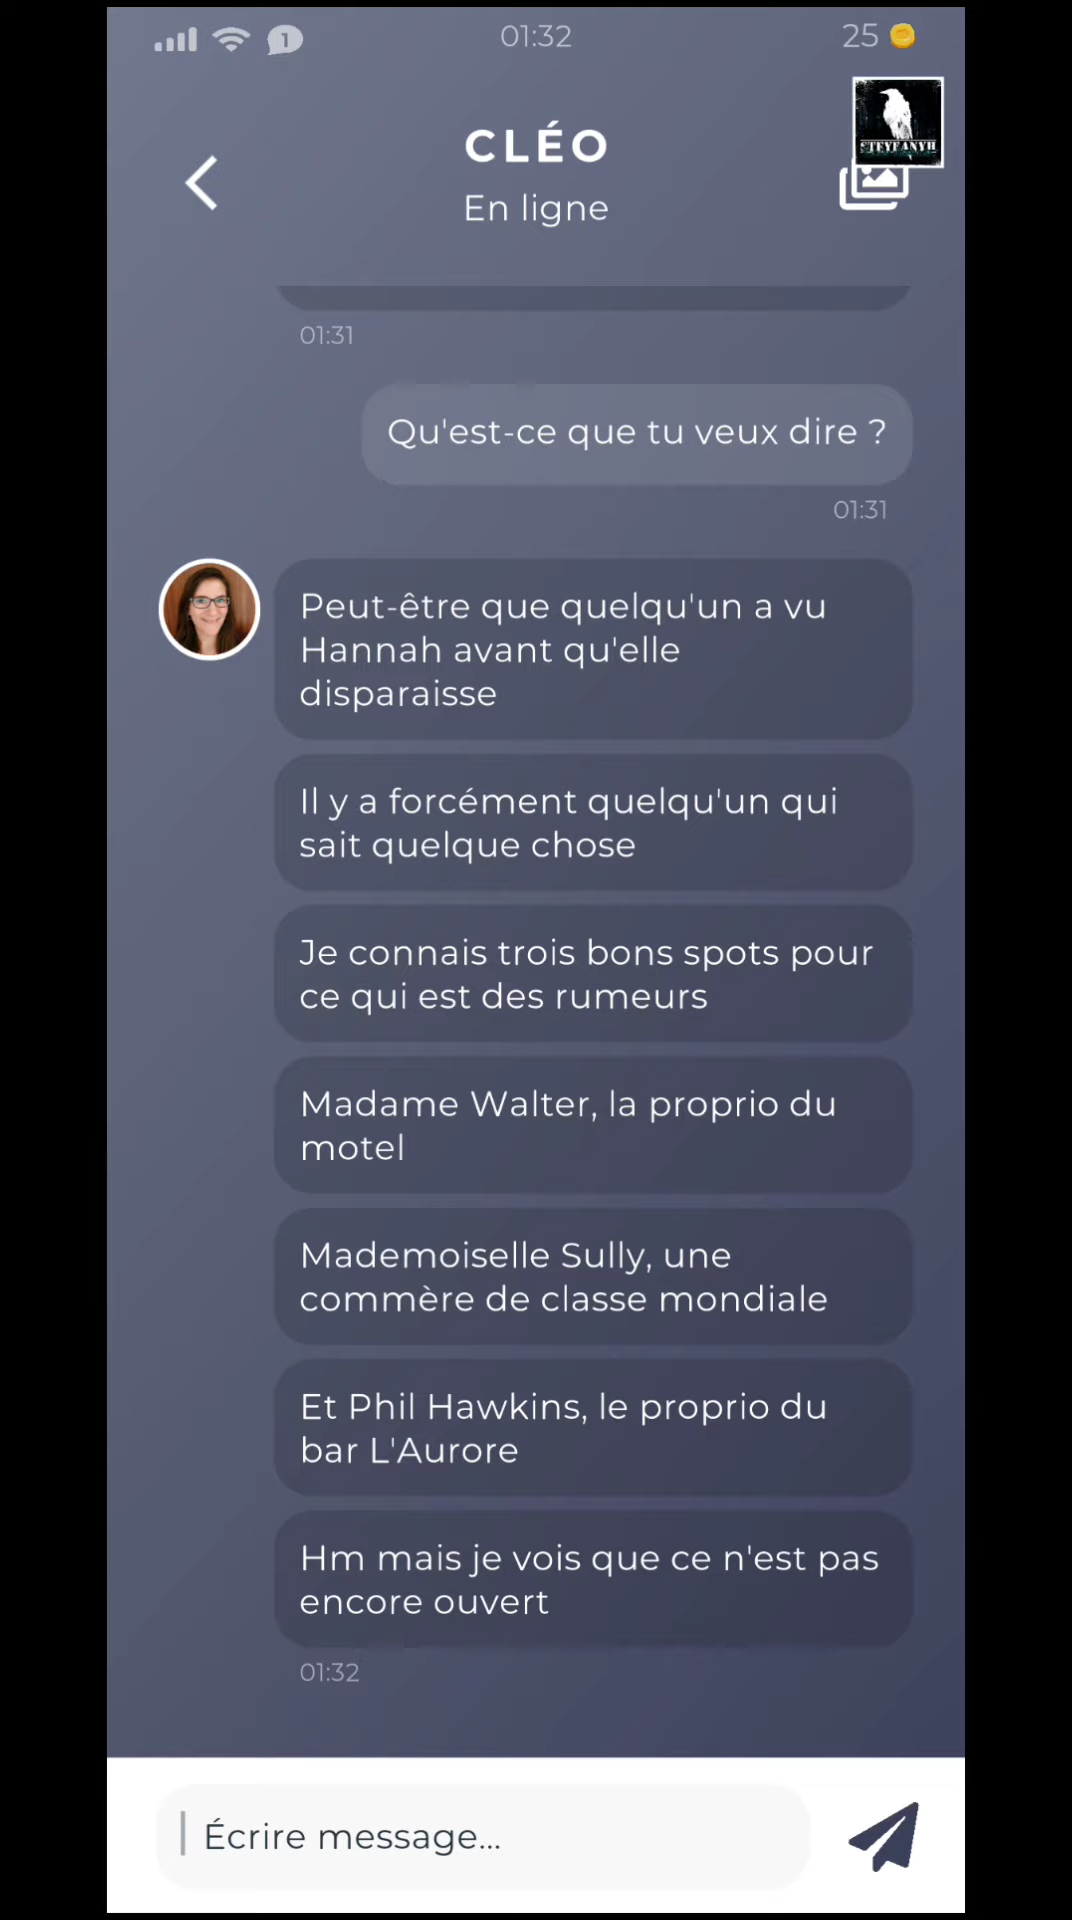 1
01:32
25
STEYFANYH
CLÉO
En ligne
01:31
Qu'est-ce que tu veux dire ?
01:31
Peut-être que quelqu'un a vu
Hannah avant qu'elle
disparaisse
Il y a forcément quelqu'un qui
sait quelque chose
Je connais trois bons spots pour
ce qui est des rumeurs
Madame Walter, la proprio du
motel
Mademoiselle Sully, une
commère de classe mondiale
Et Phil Hawkins, le proprio du
bar L'Aurore
Hm mais je vois que ce n'est pas
encore ouvert
01:32
Écrire message...